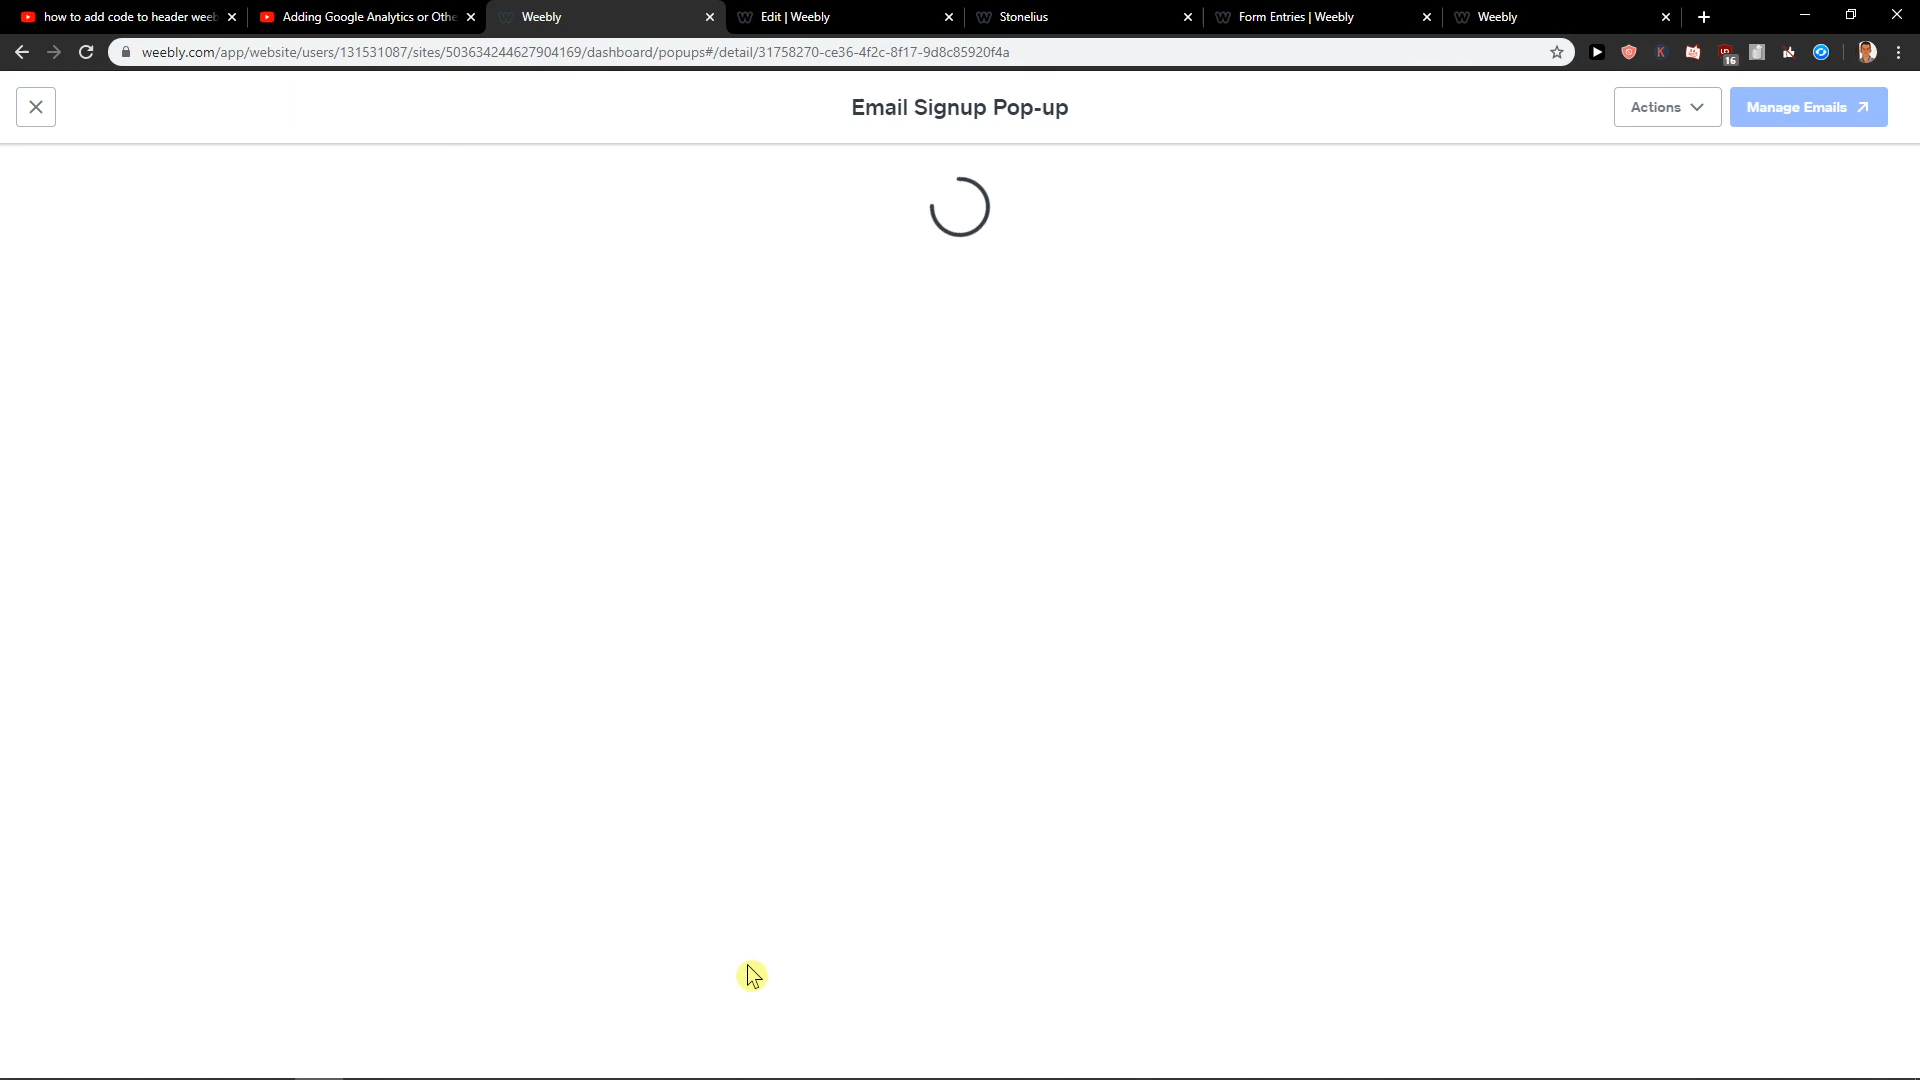 how to add code to header weeb
Adding Google Analytics or Othe
Weebly
Edit | Weebly
Stonelius
Form Entries | Weebly
Weebly
weebly.com/app/website/users/131531087/sites/503634244627904169/dashboard/popups#/detail/31758270-ce36-4f2c-8f17-9d8c85920f4a
K
16
Email Signup Pop-up
Actions
Manage Emails